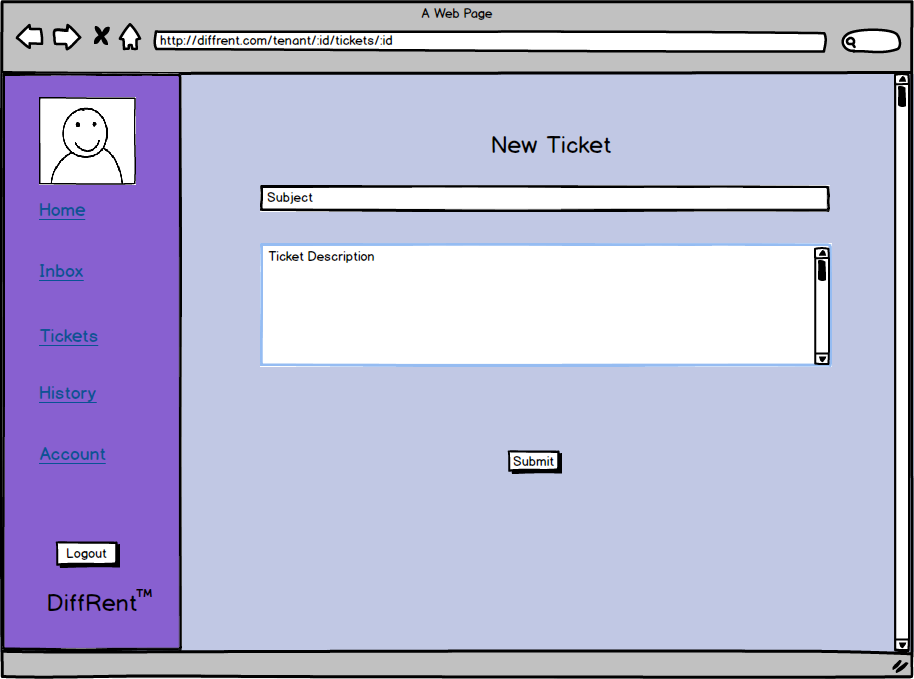 A Web Page
http://diffrent.com/tenant/:id/tickets/:id
Home
Inbox
Tickets
History
Account
Logout
DiffRent™
New Ticket
Subject
Ticket Description
Submit